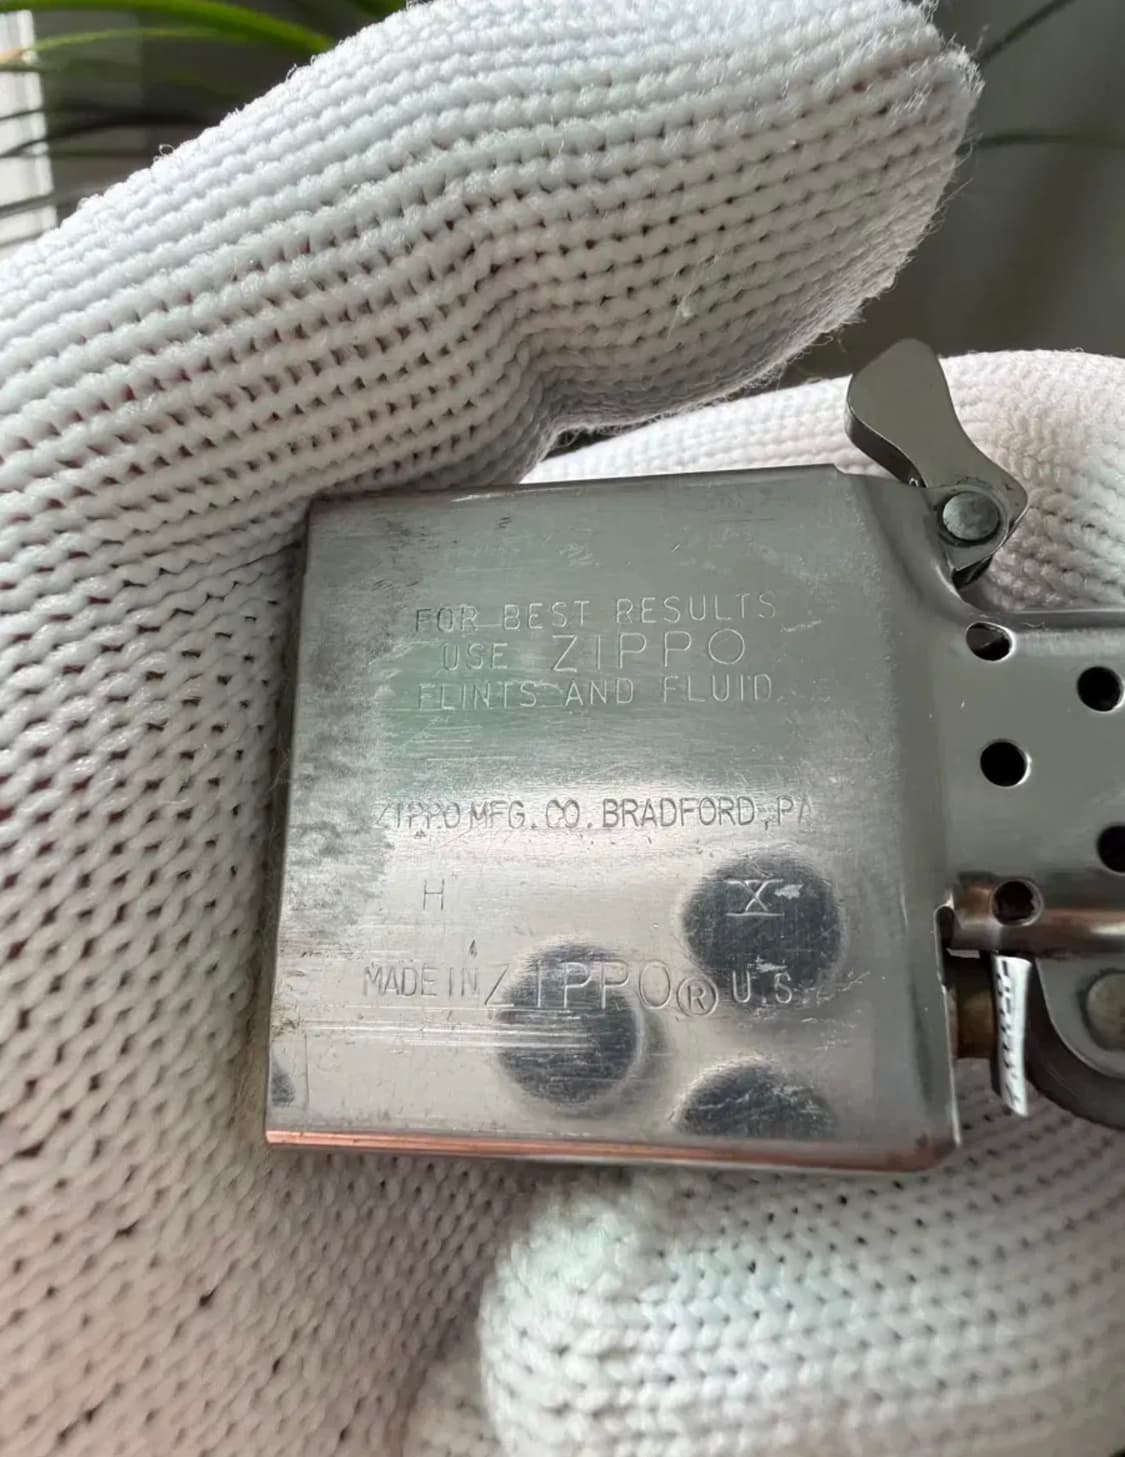 FOR BEST RESULTS
USE ZIPPO
FLINTS AND FLUID
ZIPPO MFG. CO. BRADFORD, PA
H X
MADE IN ZIPPO® U.S